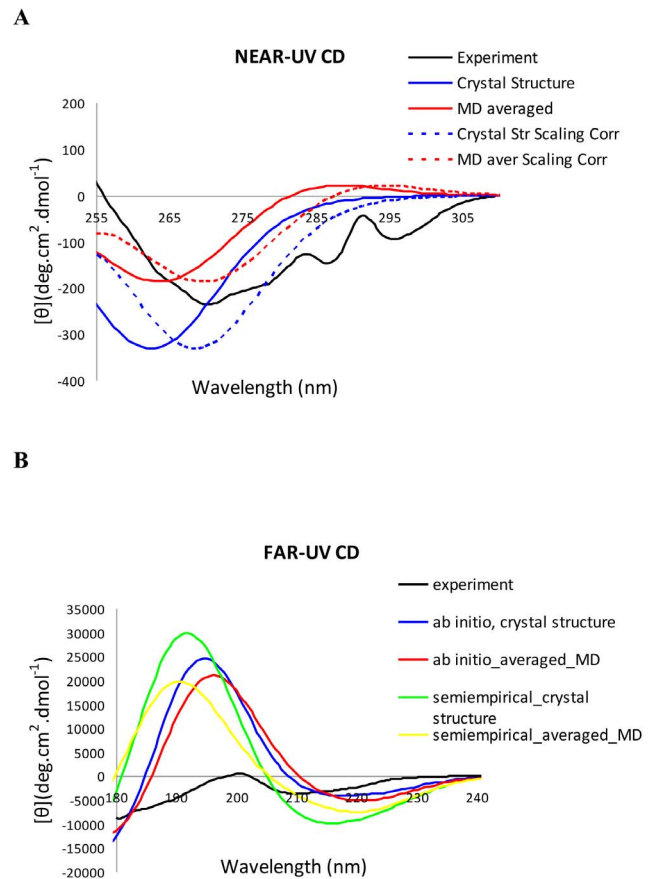 A
NEAR-UV CD
Experiment
Crystal Structure
MD averaged
Crystal Str Scaling Corr
MD aver Scaling Corr
200
100
0
-100
-200
-300
-400
255 265 275 285 295 305
[θ](deg.cm².dmol⁻¹)
Wavelength (nm)
B
FAR-UV CD
experiment
ab initio, crystal structure
ab initio_averaged_MD
semiempirical_crystal
structure
semiempirical_averaged_MD
35000
30000
25000
20000
15000
10000
5000
0
-5000
-10000
-15000
-20000
180 190 200 210 220 230 240
[θ](deg.cm².dmol⁻¹)
Wavelength (nm)